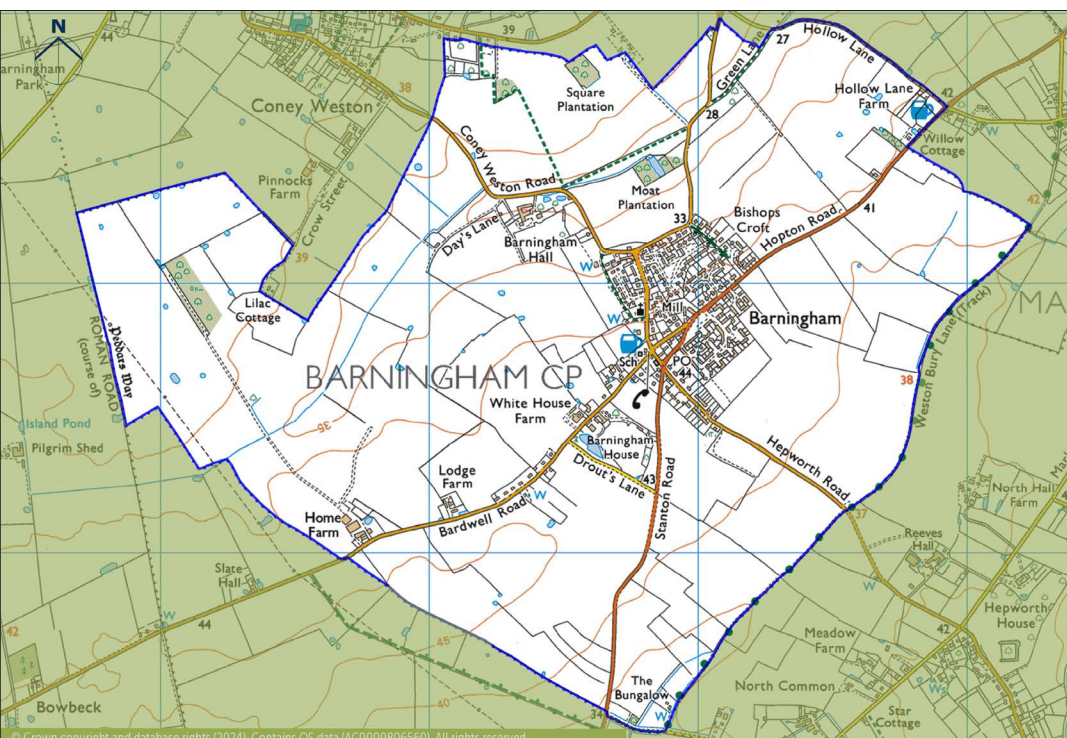 N
44
39
27
Hollow Lane
arningham
Park
38
Coney Weston
Square
Plantation
Green Lane
Hollow Lane
Farm
42
28
W
Willow
Cottage
Coney Weston Road
Pinnocks
Farm
Crow Street
Moat
Plantation
42
33
Bishops
Croft
41
Hopton Road
Day's Lane
Barningham
Hall
39
W
Lilac
Cottage
MA
W
Mill
Barningham
ROMAN ROAD
(course of)
Peddars Way
Sch
PO
44
BARNINGHAM CP
38
Weston Bury Lane (Track)
White House
Farm
35
Island Pond
Pilgrim Shed
Barningham
House
Hepworth Road
Drout's Lane
Lodge
Farm
43
W
North Hall
Farm
Bardwell Road
Stanton Road
Home
Farm
37
Reeves
Hall
Slate
Hall
W
Hepworth
House
W
44
42
42
45
Meadow
Farm
The
Bungalow
North Common
Ws
40
34
W
Bowbeck
Star
Cottage
© Crown copyright and database rights (2024). Contains OS data (AC0000806560). All rights reserved